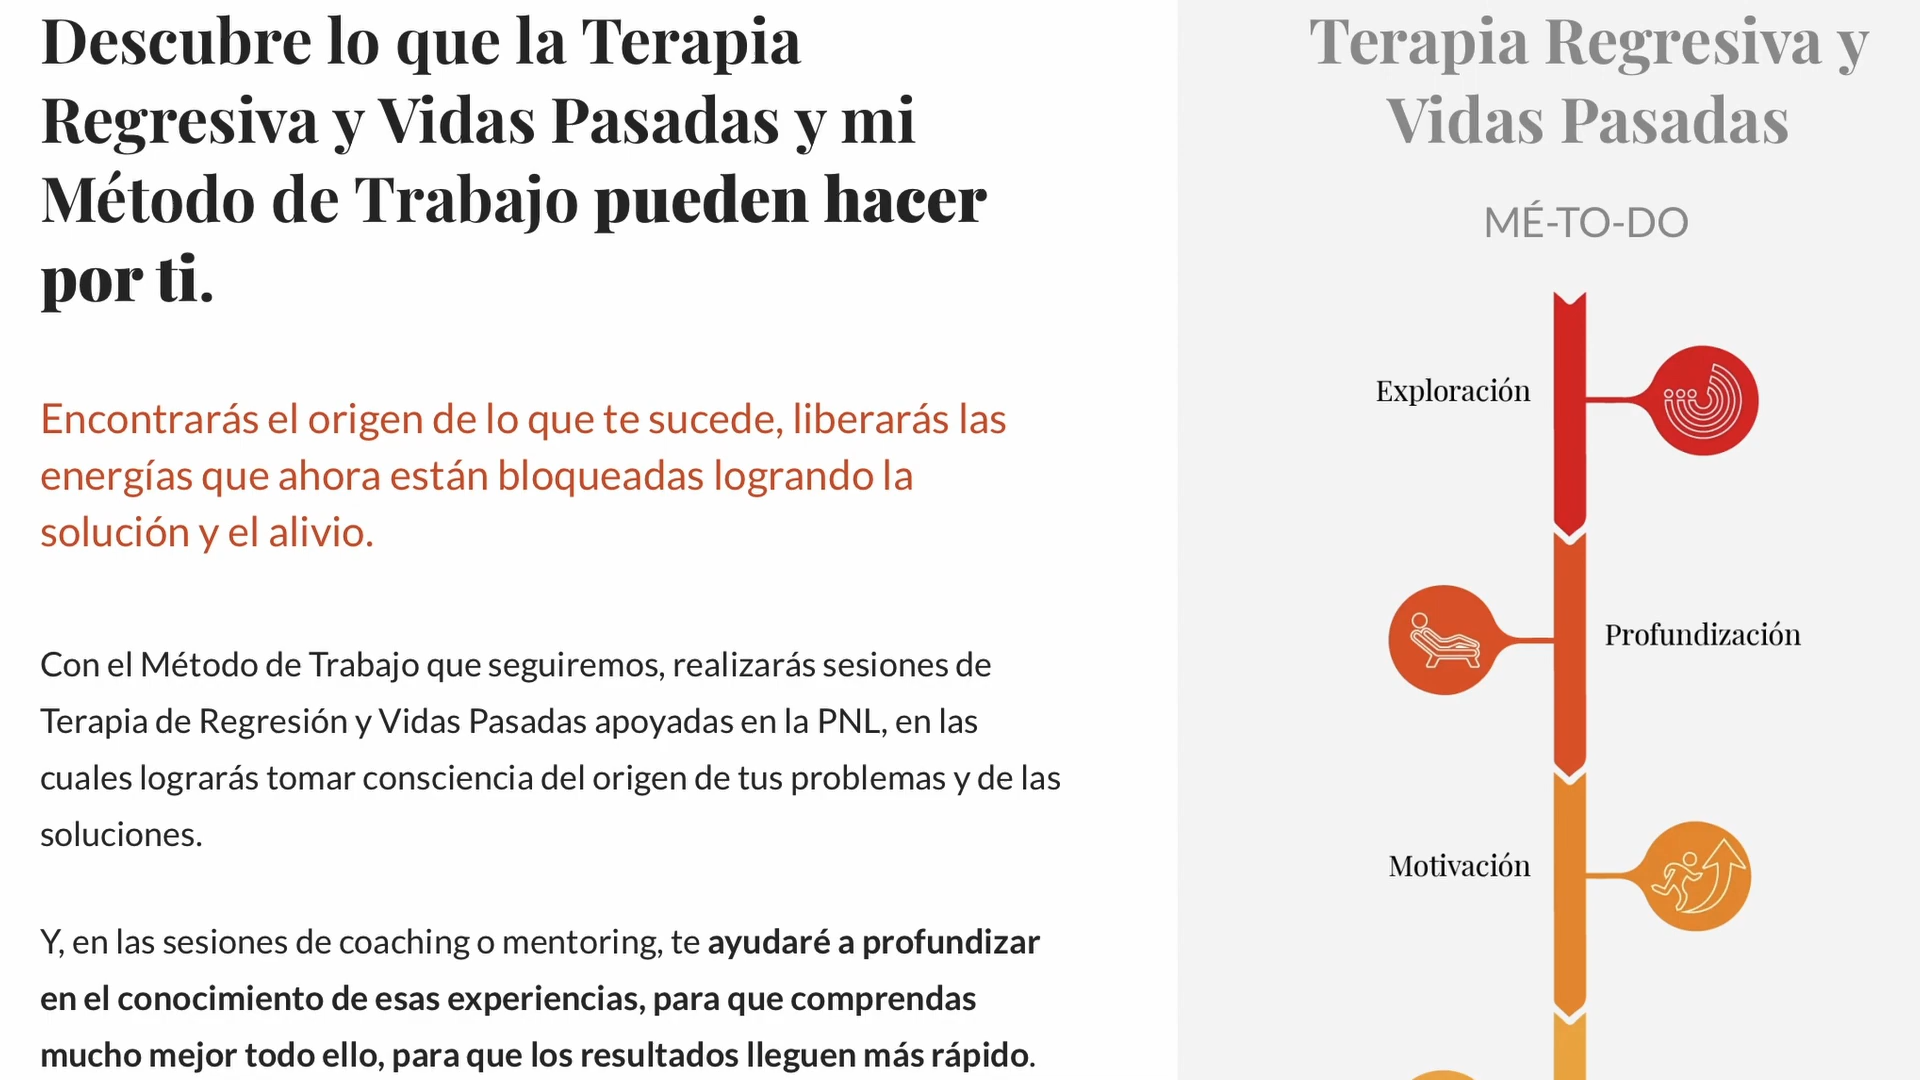 Descubre lo que la Terapia
Regresiva y Vidas Pasadas y mi
Método de Trabajo pueden hacer
por ti.
Encontrarás el origen de lo que te sucede, liberarás las
energías que ahora están bloqueadas logrando la
solución y el alivio.
Con el Método de Trabajo que seguiremos, realizarás sesiones de
Terapia de Regresión y Vidas Pasadas apoyadas en la PNL, en las
cuales lograrás tomar consciencia del origen de tus problemas y de las
soluciones.
Y, en las sesiones de coaching o mentoring, te ayudaré a profundizar
en el conocimiento de esas experiencias, para que comprendas
mucho mejor todo ello, para que los resultados lleguen más rápido.
Terapia Regresiva y
Vidas Pasadas
MÉ-TO-DO
Exploración
Profundización
Motivación